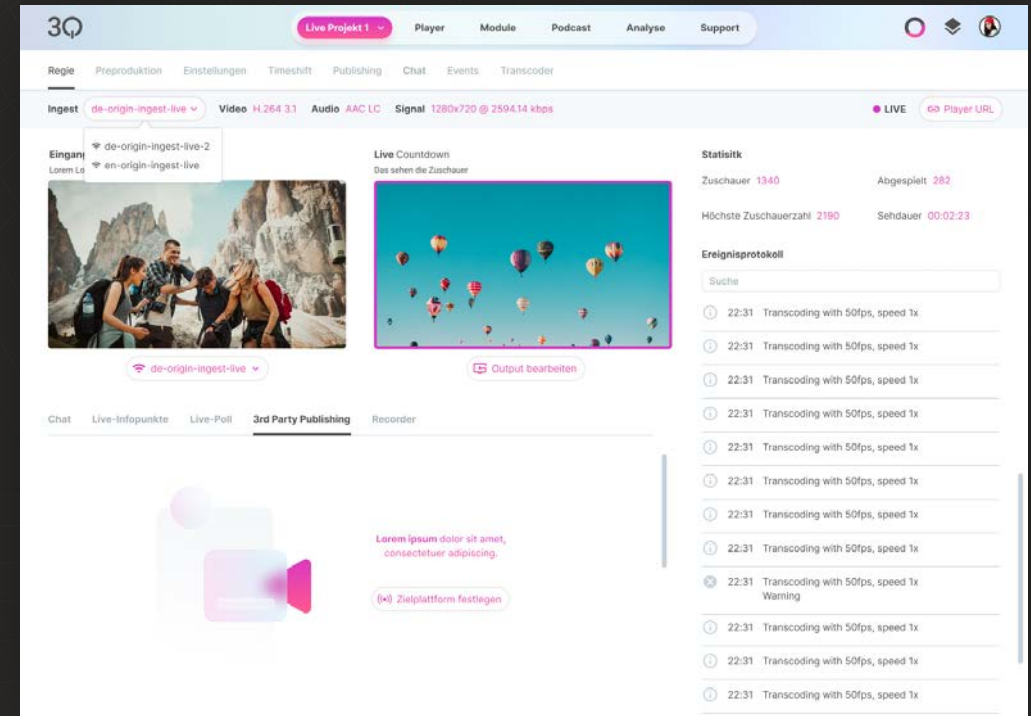 3Q
Live Projekt 1 Player Module Podcast Analyse Support
Regie Preproduktion Einstellungen Timeshift Publishing Chat Events Transcoder
Ingest de-origin-ingest-live Video H.264 3.1 Audio AAC LC Signal 1280x720 @ 2594.14 kbps LIVE Player URL
de-origin-ingest-live-2
en-origin-ingest-live
Eingan
Lorem Lo
Live Countdown
Das sehen die Zuschauer
de-origin-ingest-live
Output bearbeiten
Chat Live-Infopunkte Live-Poll 3rd Party Publishing Recorder
Lorem ipsum dolor sit amet,
consectetuer adipiscing.
Zielplattform festlegen
Statisitk
Zuschauer 1340 Abgespielt 282
Höchste Zuschauerzahl 2190 Sehdauer 00:02:23
Ereignisprotokoll
Suche
22:31 Transcoding with 50fps, speed 1x
22:31 Transcoding with 50fps, speed 1x
22:31 Transcoding with 50fps, speed 1x
22:31 Transcoding with 50fps, speed 1x
22:31 Transcoding with 50fps, speed 1x
22:31 Transcoding with 50fps, speed 1x
22:31 Transcoding with 50fps, speed 1x
22:31 Transcoding with 50fps, speed 1x
22:31 Transcoding with 50fps, speed 1x
Warning
22:31 Transcoding with 50fps, speed 1x
22:31 Transcoding with 50fps, speed 1x
22:31 Transcoding with 50fps, speed 1x